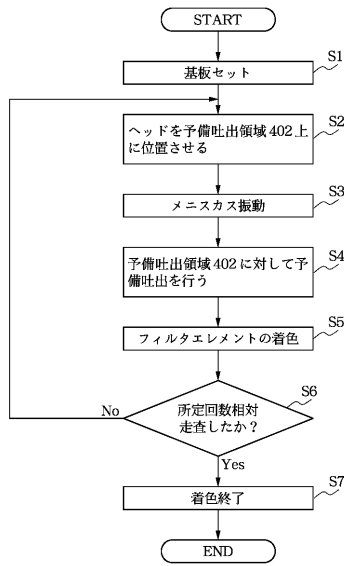 START
S1
基板セット
S2
ヘッドを予備吐出領域402上
に位置させる
S3
メニスカス振動
S4
予備吐出領域402に対して予
備吐出を行う
S5
フィルタエレメントの着色
S6
所定回数相対
走査したか?
No
Yes
S7
着色終了
END